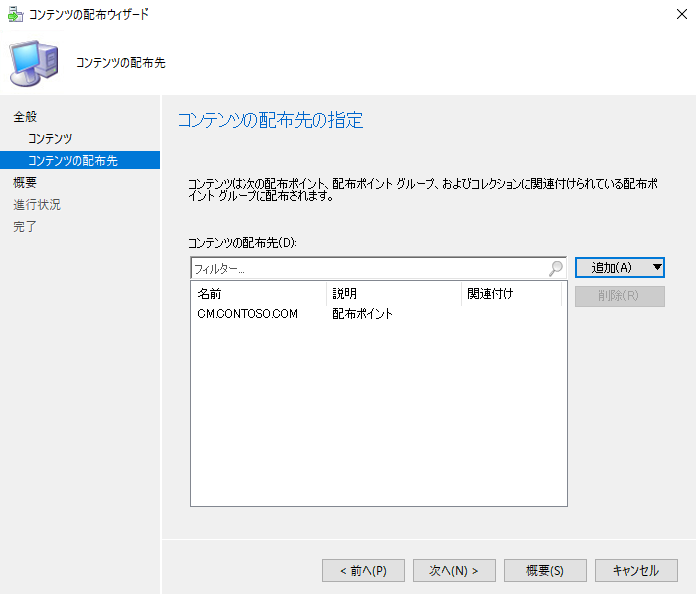 コンテンツの配布ウィザード
コンテンツの配布先
全般
コンテンツ
コンテンツの配布先
概要
進行状況
完了
コンテンツの配布先の指定
コンテンツは次の配布ポイント、配布ポイント グループ、およびコレクションに関連付けられている配布ポ
イント グループに配布されます。
コンテンツの配布先(D):
フィルター...
追加(A)
削除(R)
名前 説明 関連付け
CM.CONTOSO.COM 配布ポイント
< 前へ(P) 次へ(N) > 概要(S) キャンセル